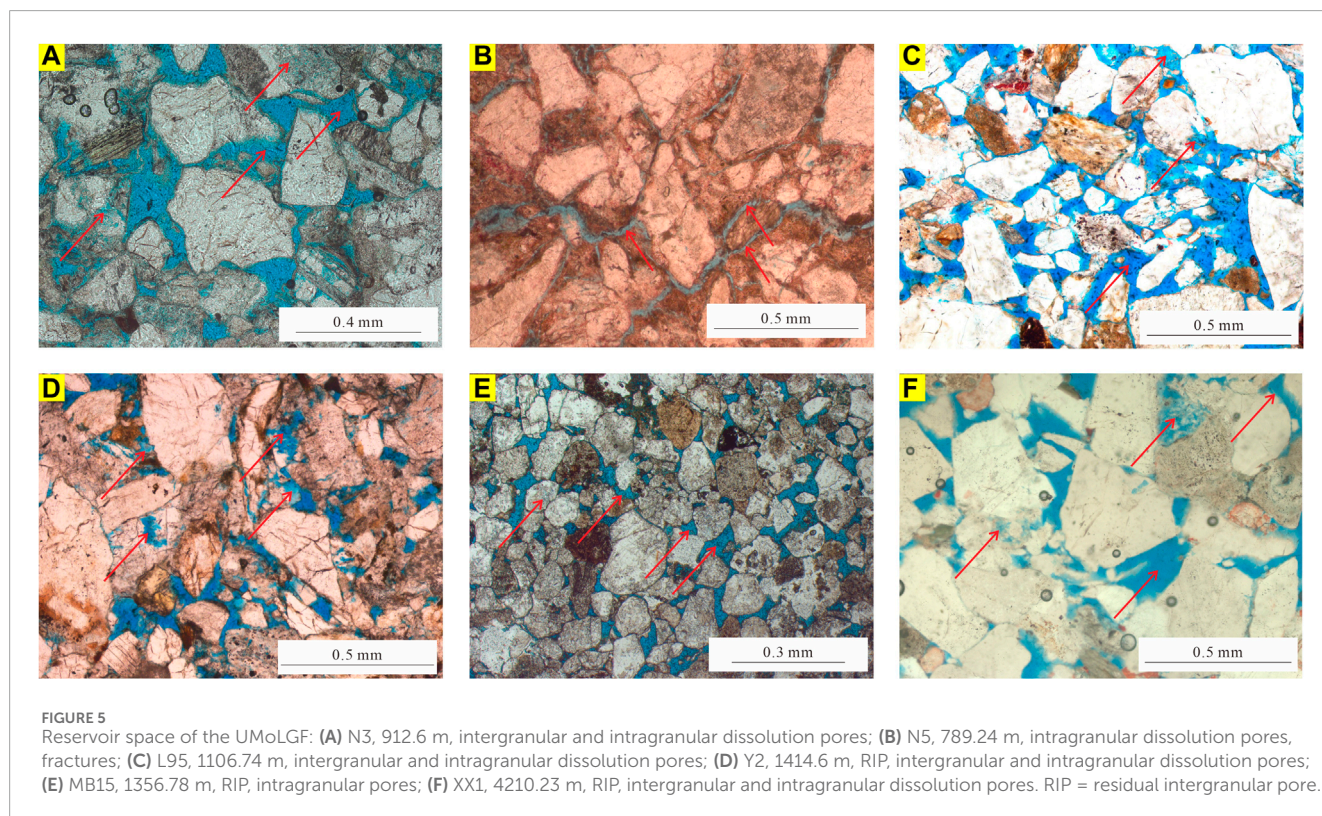 A
B
C
0.4 mm
0.5 mm
0.5 mm
D
E
F
0.5 mm
0.3 mm
0.5 mm
FIGURE 5
Reservoir space of the UMoLGF: (A) N3, 912.6 m, intergranular and intragranular dissolution pores; (B) N5, 789.24 m, intragranular dissolution pores,
fractures; (C) L95, 1106.74 m, intergranular and intragranular dissolution pores; (D) Y2, 1414.6 m, RIP, intergranular and intragranular dissolution pores;
(E) MB15, 1356.78 m, RIP, intragranular pores; (F) XX1, 4210.23 m, RIP, intergranular and intragranular dissolution pores. RIP = residual intergranular pore.